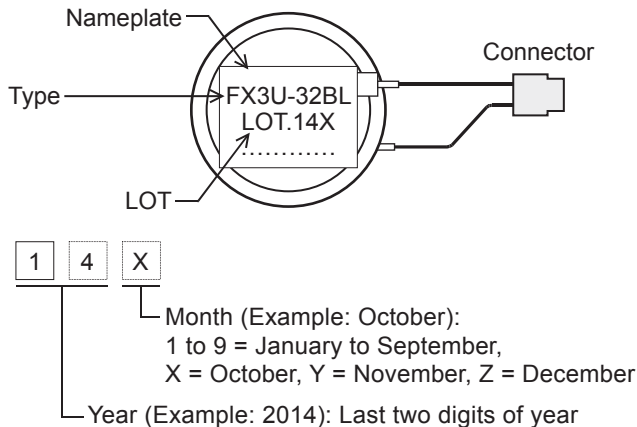 Nameplate
Connector
Type
FX3U-32BL
LOT.14X
............
LOT
1 4 X
Month (Example: October):
1 to 9 = January to September,
X = October, Y = November, Z = December
Year (Example: 2014): Last two digits of year